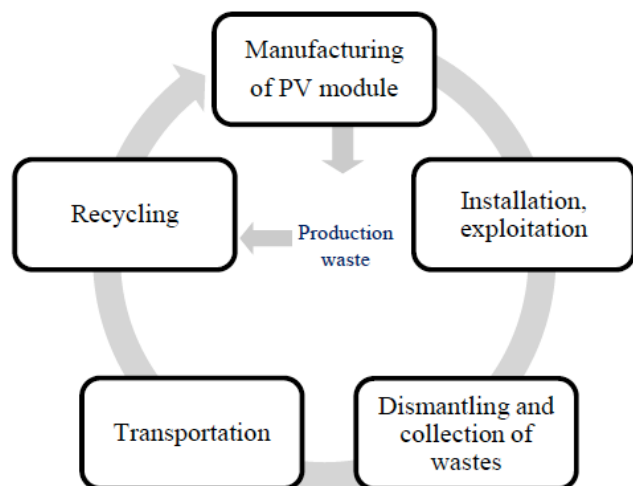 Manufacturing
of PV module
Installation,
exploitation
Dismantling and
collection of
wastes
Transportation
Recycling
Production
waste